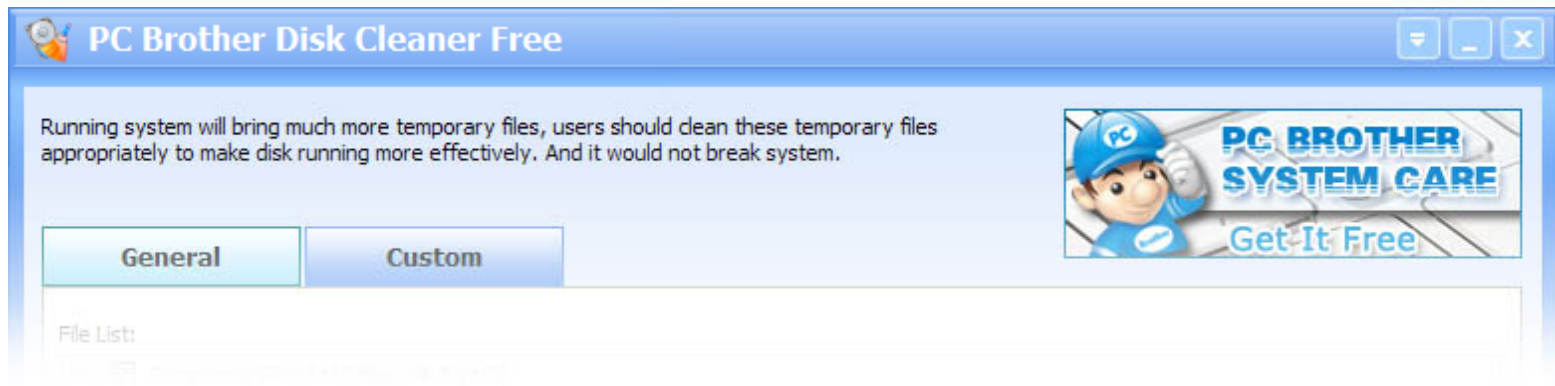 PC Brother Disk Cleaner Free
Running system will bring much more temporary files, users should clean these temporary files
appropriately to make disk running more effectively. And it would not break system.
PC
PC BROTHER
SYSTEM CARE
Brother
Get It Free
General
Custom
File List: